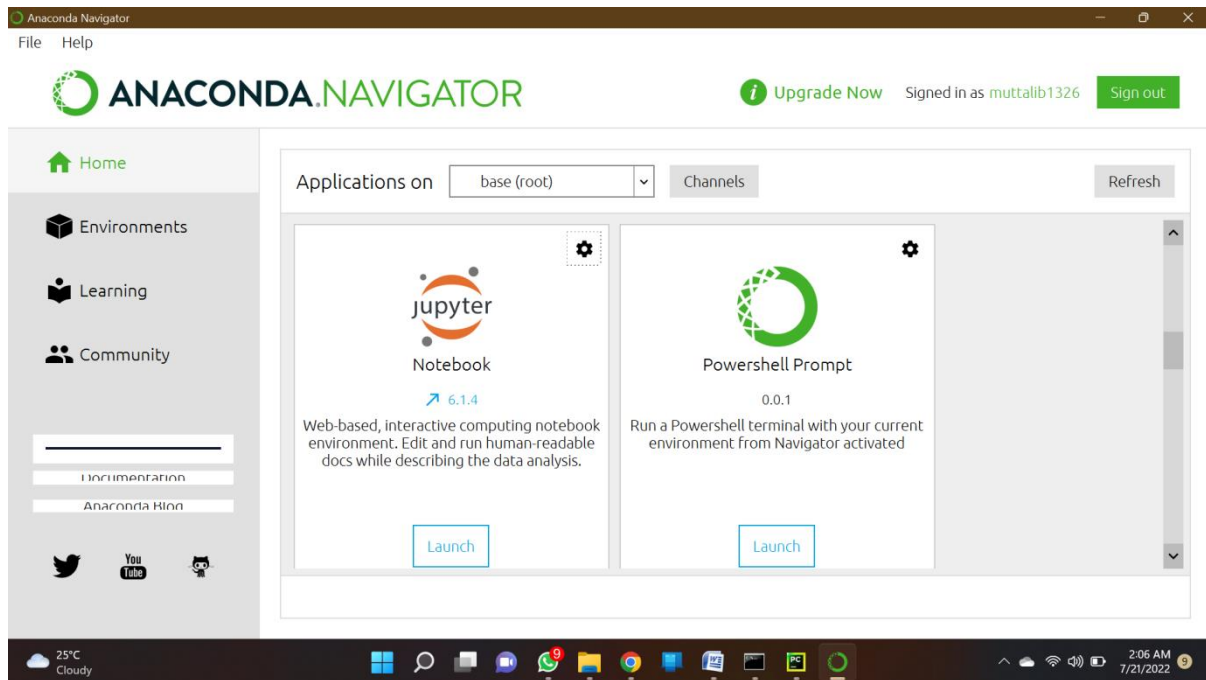 Anaconda Navigator
File Help
ANACONDA.NAVIGATOR
i Upgrade Now Signed in as muttalib1326 Sign out
Home
Environments
Learning
Community
Documentation
Anaconda Blog
You
Tube
Applications on base (root) Channels Refresh
jupyter
Notebook
6.1.4
Web-based, interactive computing notebook
environment. Edit and run human-readable
docs while describing the data analysis.
Launch
Powershell Prompt
0.0.1
Run a Powershell terminal with your current
environment from Navigator activated
Launch
25°C
Cloudy
9
W
PC
2:06 AM
7/21/2022
9